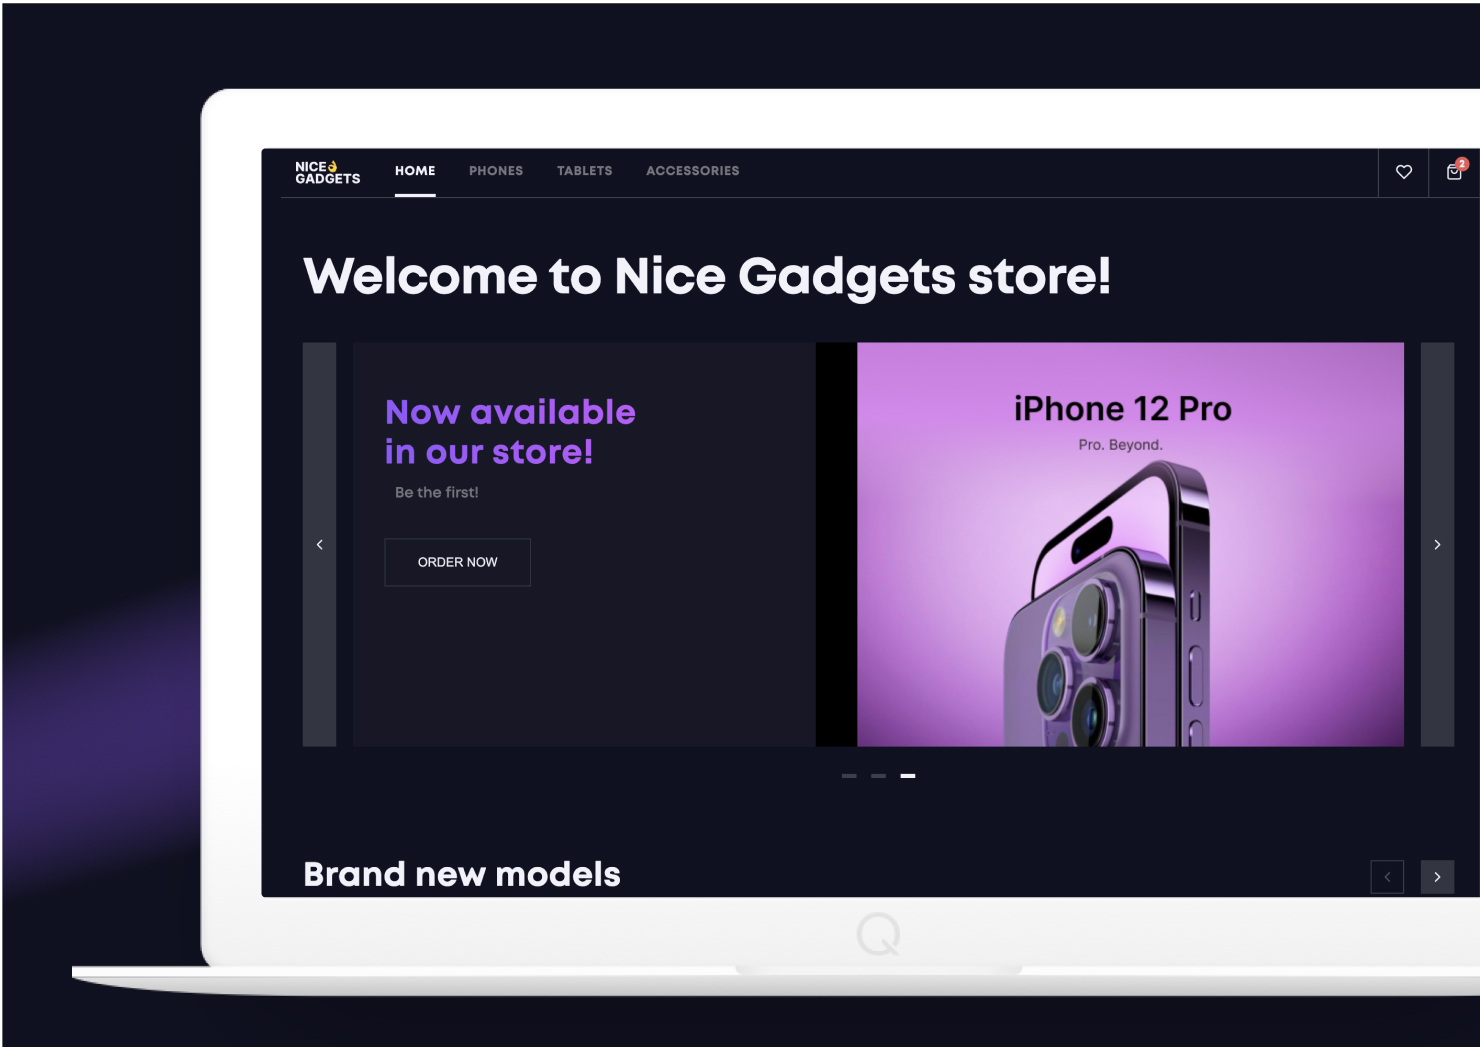 NICE
GADGETS
HOME
PHONES
TABLETS
ACCESSORIES
2
Welcome to Nice Gadgets store!
Now available
in our store!
Be the first!
ORDER NOW
iPhone 12 Pro
Pro. Beyond.
Brand new models
Q